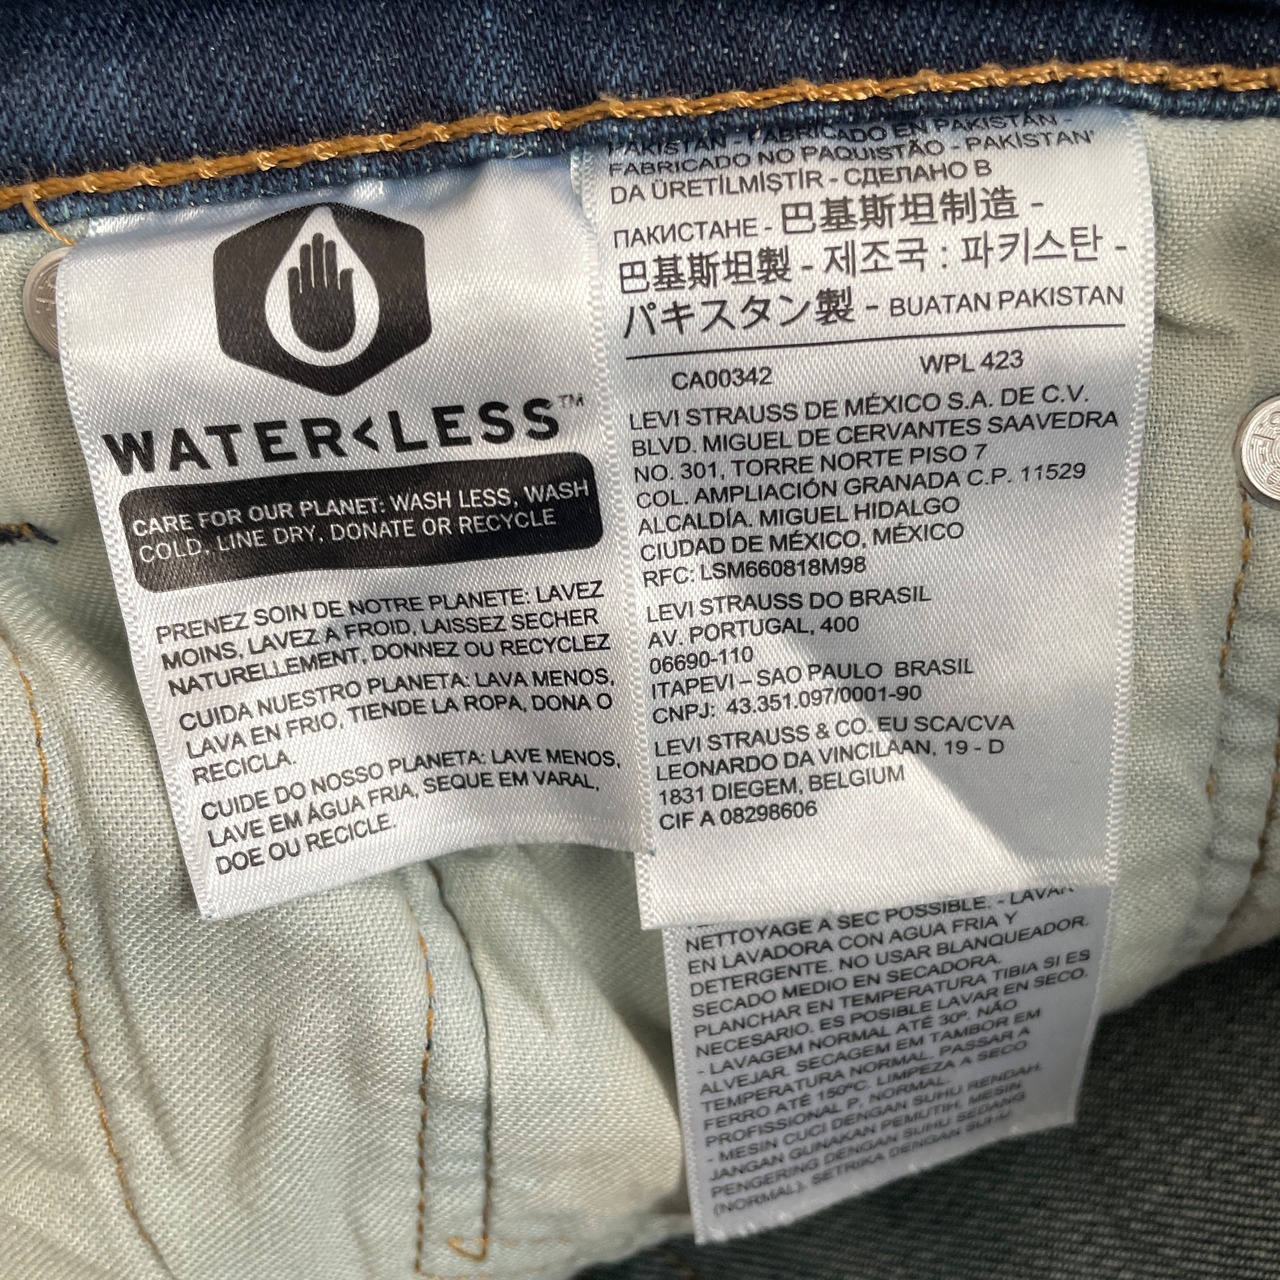 WATER<LESS™
CARE FOR OUR PLANET: WASH LESS, WASH
COLD, LINE DRY, DONATE OR RECYCLE
PRENEZ SOIN DE NOTRE PLANETE: LAVEZ
MOINS, LAVEZ A FROID, LAISSEZ SECHER
NATURELLEMENT, DONNEZ OU RECYCLEZ
CUIDA NUESTRO PLANETA: LAVA MENOS,
LAVA EN FRIO, TIENDE LA ROPA, DONA O
RECICLA.
CUIDE DO NOSSO PLANETA: LAVE MENOS,
LAVE EM ÁGUA FRIA, SEQUE EM VARAL,
DOE OU RECICLE.
PAKISTAN - FABRICADO EN PAKISTÁN -
FABRICADO NO PAQUISTÃO - PAKİSTAN'
DA ÜRETİLMİŞTİR - СДЕЛАНО В
ПАКИСТАНЕ - 巴基斯坦制造 -
巴基斯坦製 - 제조국 : 파키스탄 -
パキスタン製 - BUATAN PAKISTAN
CA00342 WPL 423
LEVI STRAUSS DE MÉXICO S.A. DE C.V.
BLVD. MIGUEL DE CERVANTES SAAVEDRA
NO. 301, TORRE NORTE PISO 7
COL. AMPLIACIÓN GRANADA C.P. 11529
ALCALDÍA. MIGUEL HIDALGO
CIUDAD DE MÉXICO, MÉXICO
RFC: LSM660818M98
LEVI STRAUSS DO BRASIL
AV. PORTUGAL, 400
06690-110
ITAPEVI – SAO PAULO BRASIL
CNPJ: 43.351.097/0001-90
LEVI STRAUSS & CO. EU SCA/CVA
LEONARDO DA VINCILAAN, 19 - D
1831 DIEGEM, BELGIUM
CIF A 08298606
NETTOYAGE A SEC POSSIBLE. - LAVAR
EN LAVADORA CON AGUA FRIA Y
DETERGENTE. NO USAR BLANQUEADOR.
SECADO MEDIO EN SECADORA.
PLANCHAR EN TEMPERATURA TIBIA SI ES
NECESARIO. ES POSIBLE LAVAR EN SECO.
- LAVAGEM NORMAL ATÉ 30º. NÃO
ALVEJAR. SECAGEM EM TAMBOR EM
TEMPERATURA NORMAL. PASSAR A
FERRO ATÉ 150ºC. LIMPEZA A SECO
PROFISSIONAL P, NORMAL.
- MESIN CUCI DENGAN SUHU RENDAH.
JANGAN GUNAKAN PEMUTIH. MESIN
PENGERING DENGAN SUHU SEDANG
(NORMAL). SETRIKA DENGAN SUHU